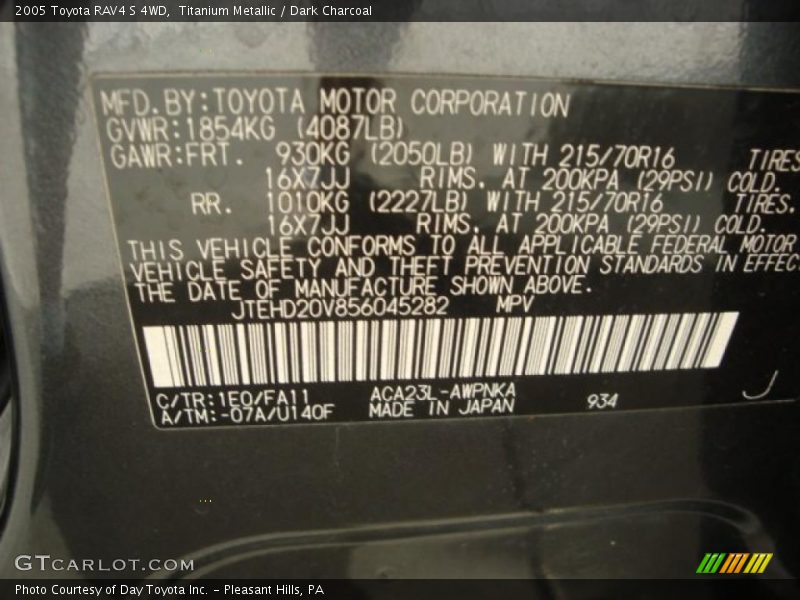 2005 Toyota RAV4 S 4WD,  Titanium Metallic / Dark Charcoal
MFD.BY:TOYOTA MOTOR CORPORATION
GVWR:1854KG (4087LB)
GAWR:FRT. 930KG (2050LB) WITH 215/70R16 TIRES
16X7JJ RIMS. AT 200KPA (29PSI) COLD.
RR. 1010KG (2227LB) WITH 215/70R16 TIRES.
16X7JJ RIMS. AT 200KPA (29PSI) COLD.
THIS VEHICLE CONFORMS TO ALL APPLICABLE FEDERAL MOTOR
VEHICLE SAFETY AND THEFT PREVENTION STANDARDS IN EFFEC
THE DATE OF MANUFACTURE SHOWN ABOVE.
JTEHD20V856045282 MPV
C/TR:1E0/FA11 ACA23L-AWPNKA 934 J
A/TM:-07A/U140F MADE IN JAPAN
GTCARLOT.COM
Photo Courtesy of Day Toyota Inc. - Pleasant Hills, PA